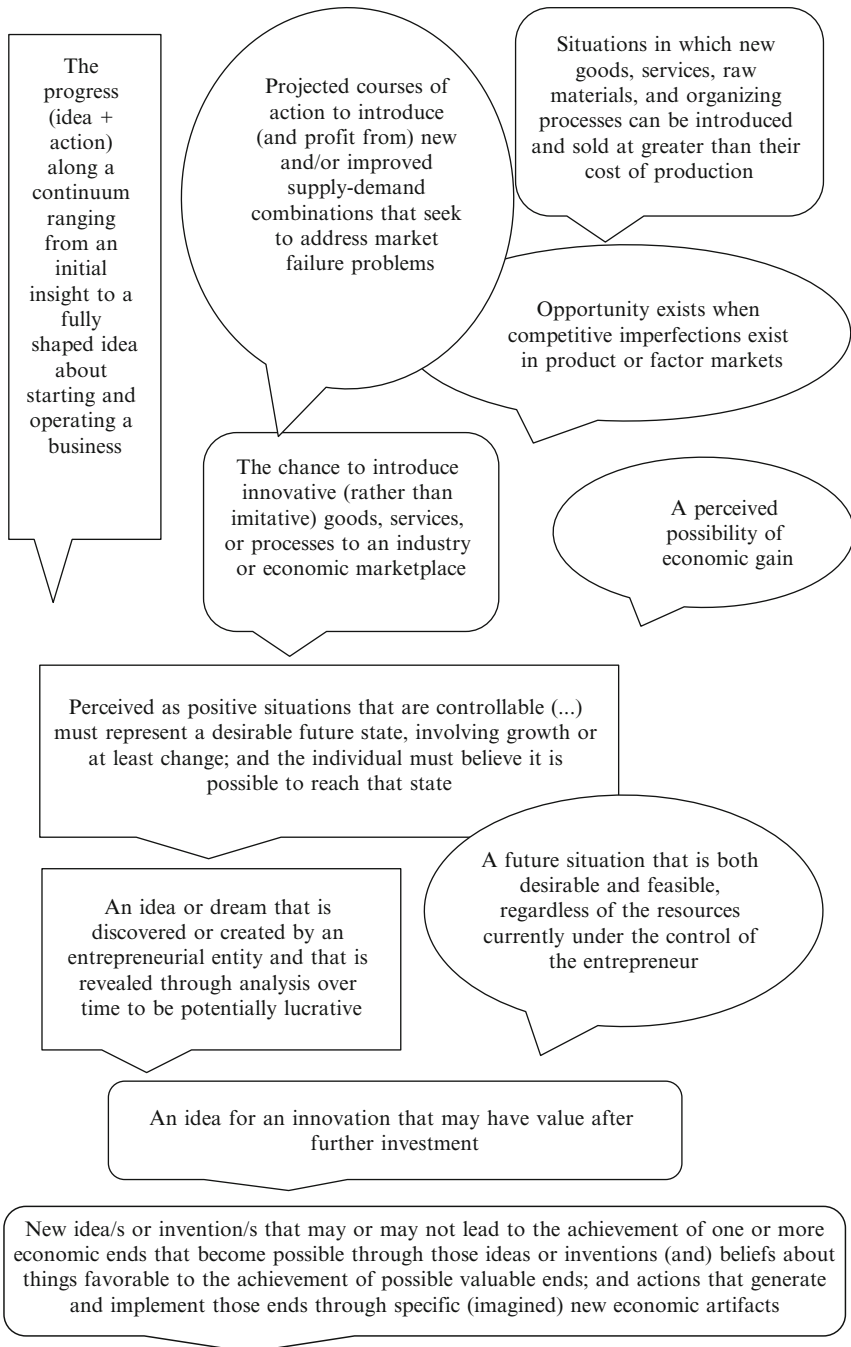 The
progress
(idea +
action)
along a
continuum
ranging
from an
initial
insight to a
fully
shaped idea
about
starting and
operating a
business
Projected courses of
action to introduce
(and profit from) new
and/or improved
supply-demand
combinations that seek
to address market
failure problems
Situations in which new
goods, services, raw
materials, and organizing
processes can be introduced
and sold at greater than their
cost of production
Opportunity exists when
competitive imperfections exist
in product or factor markets
The chance to introduce
innovative (rather than
imitative) goods, services,
or processes to an industry
or economic marketplace
A perceived
possibility of
economic gain
Perceived as positive situations that are controllable (...)
must represent a desirable future state, involving growth or
at least change; and the individual must believe it is
possible to reach that state
A future situation that is both
desirable and feasible,
regardless of the resources
currently under the control of
the entrepreneur
An idea or dream that is
discovered or created by an
entrepreneurial entity and that is
revealed through analysis over
time to be potentially lucrative
An idea for an innovation that may have value after
further investment
New idea/s or invention/s that may or may not lead to the achievement of one or more
economic ends that become possible through those ideas or inventions (and) beliefs about
things favorable to the achievement of possible valuable ends; and actions that generate
and implement those ends through specific (imagined) new economic artifacts